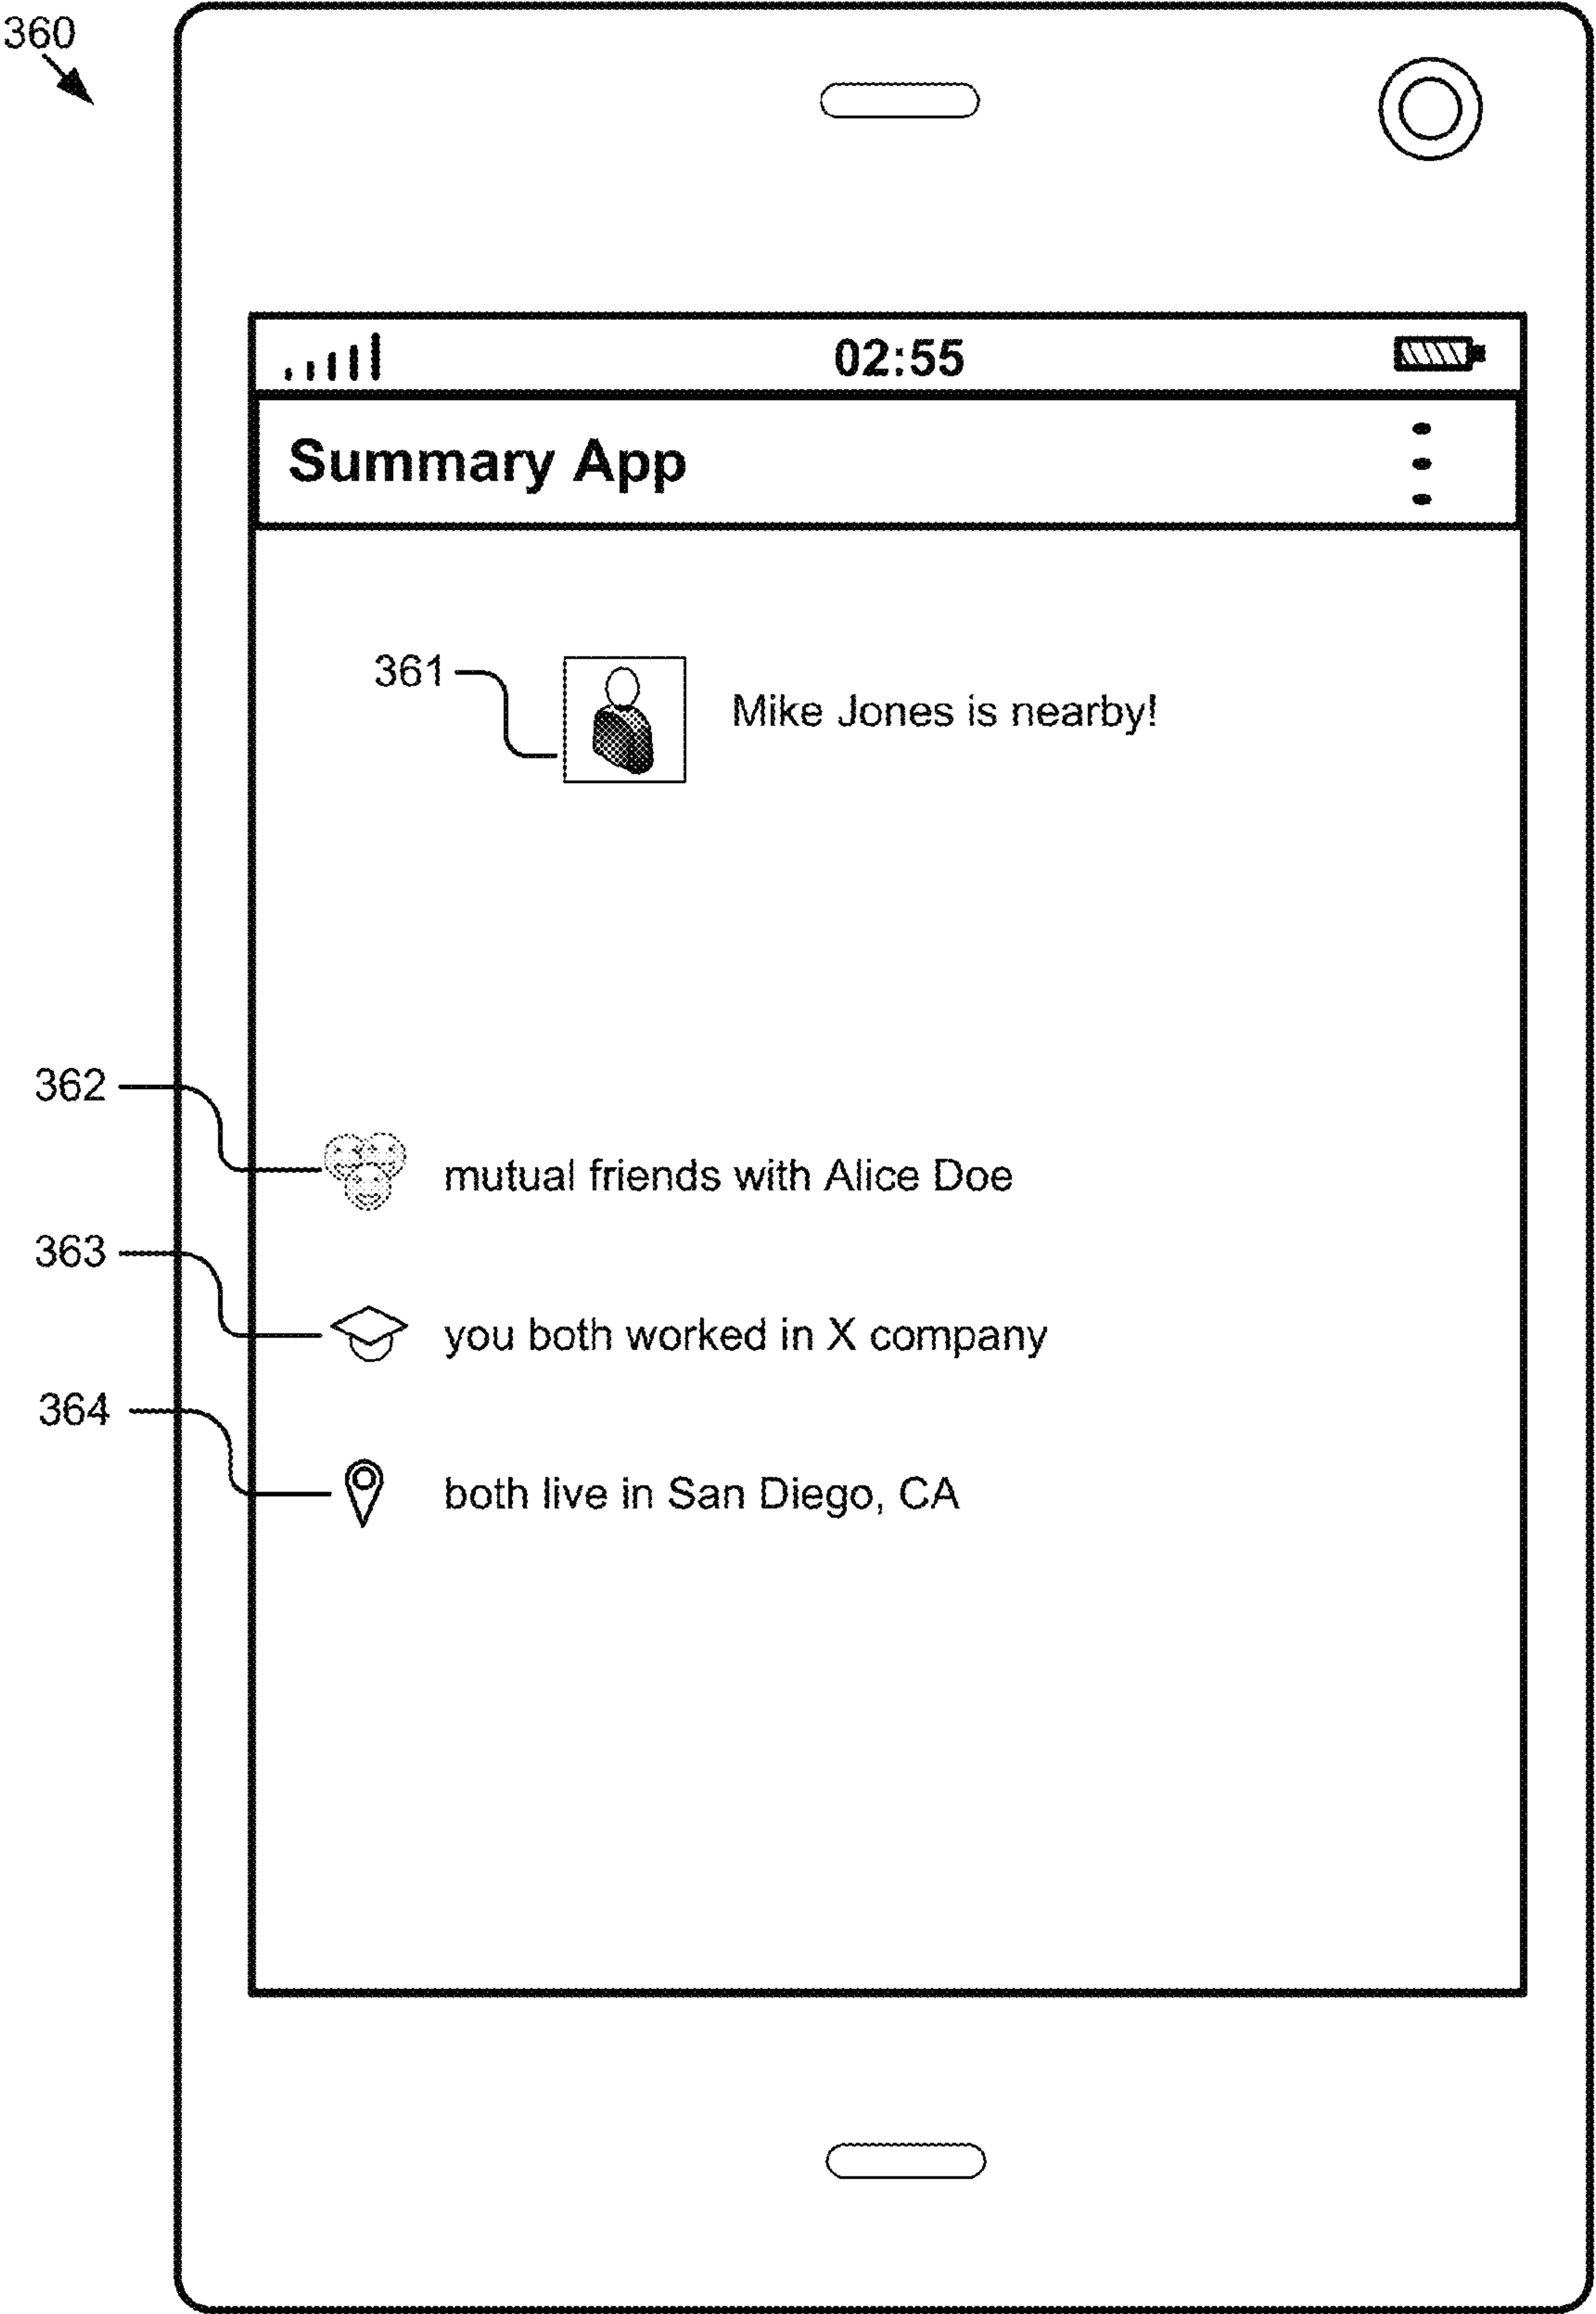 360
02:55
Summary App
361
Mike Jones is nearby!
362
mutual friends with Alice Doe
363
you both worked in X company
364
both live in San Diego, CA